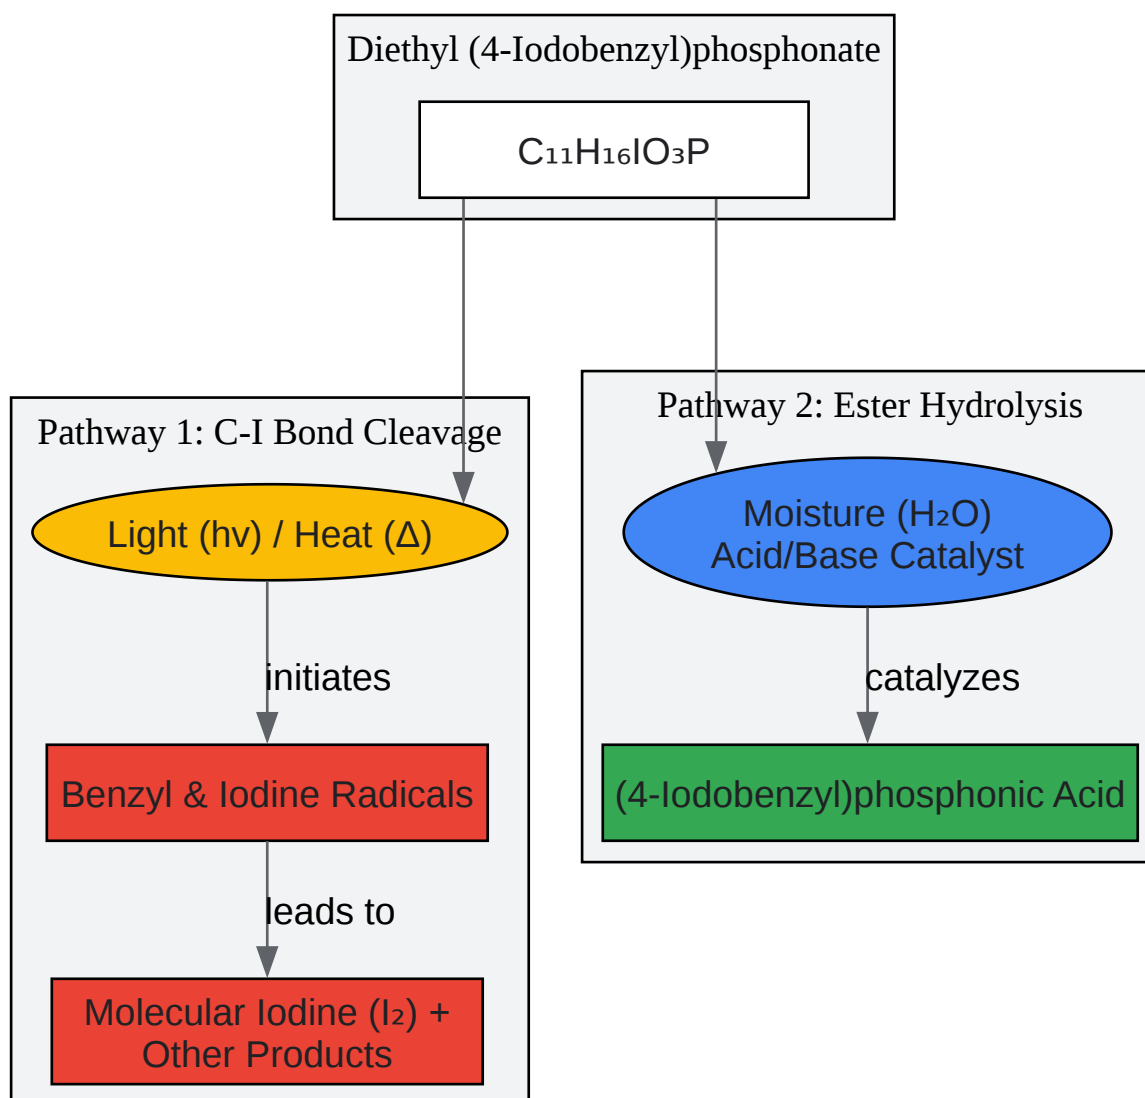 Diethyl (4-Iodobenzyl)phosphonate
C₁₁H₁₆IO₃P
Pathway 1: C-I Bond Cleavage
Light (hv) / Heat (Δ)
initiates
Benzyl & Iodine Radicals
leads to
Molecular Iodine (I₂) +
Other Products
Pathway 2: Ester Hydrolysis
Moisture (H₂O)
Acid/Base Catalyst
catalyzes
(4-Iodobenzyl)phosphonic Acid